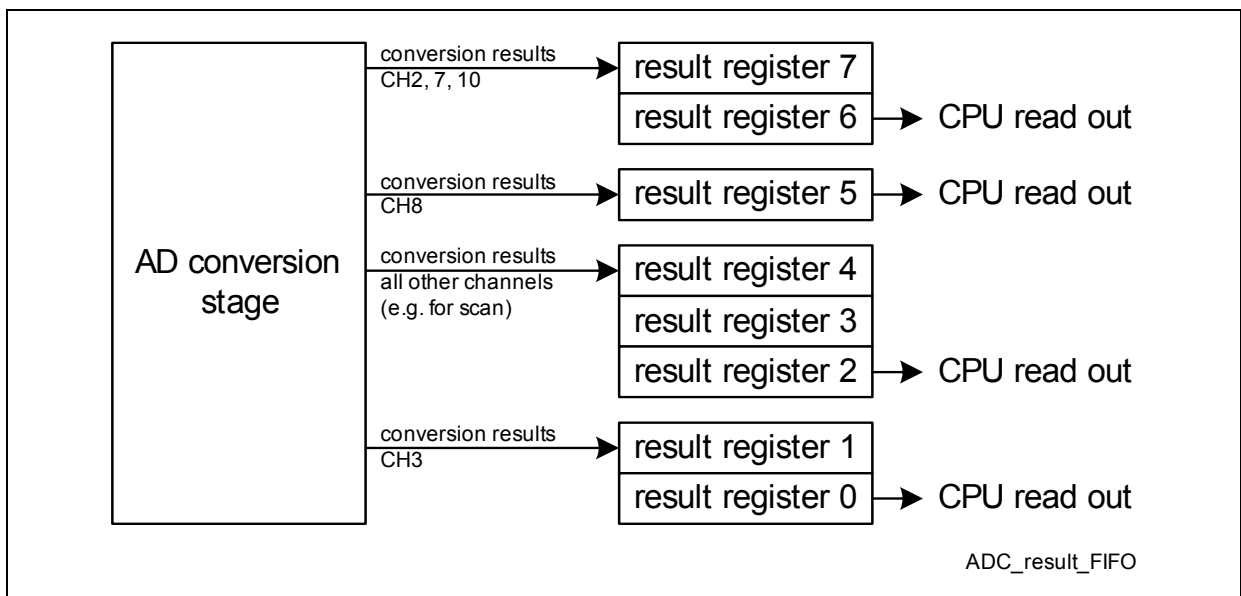 AD conversion
stage
conversion results
CH2, 7, 10
result register 7
result register 6
CPU read out
conversion results
CH8
result register 5
CPU read out
conversion results
all other channels
(e.g. for scan)
result register 4
result register 3
result register 2
CPU read out
conversion results
CH3
result register 1
result register 0
CPU read out
ADC_result_FIFO